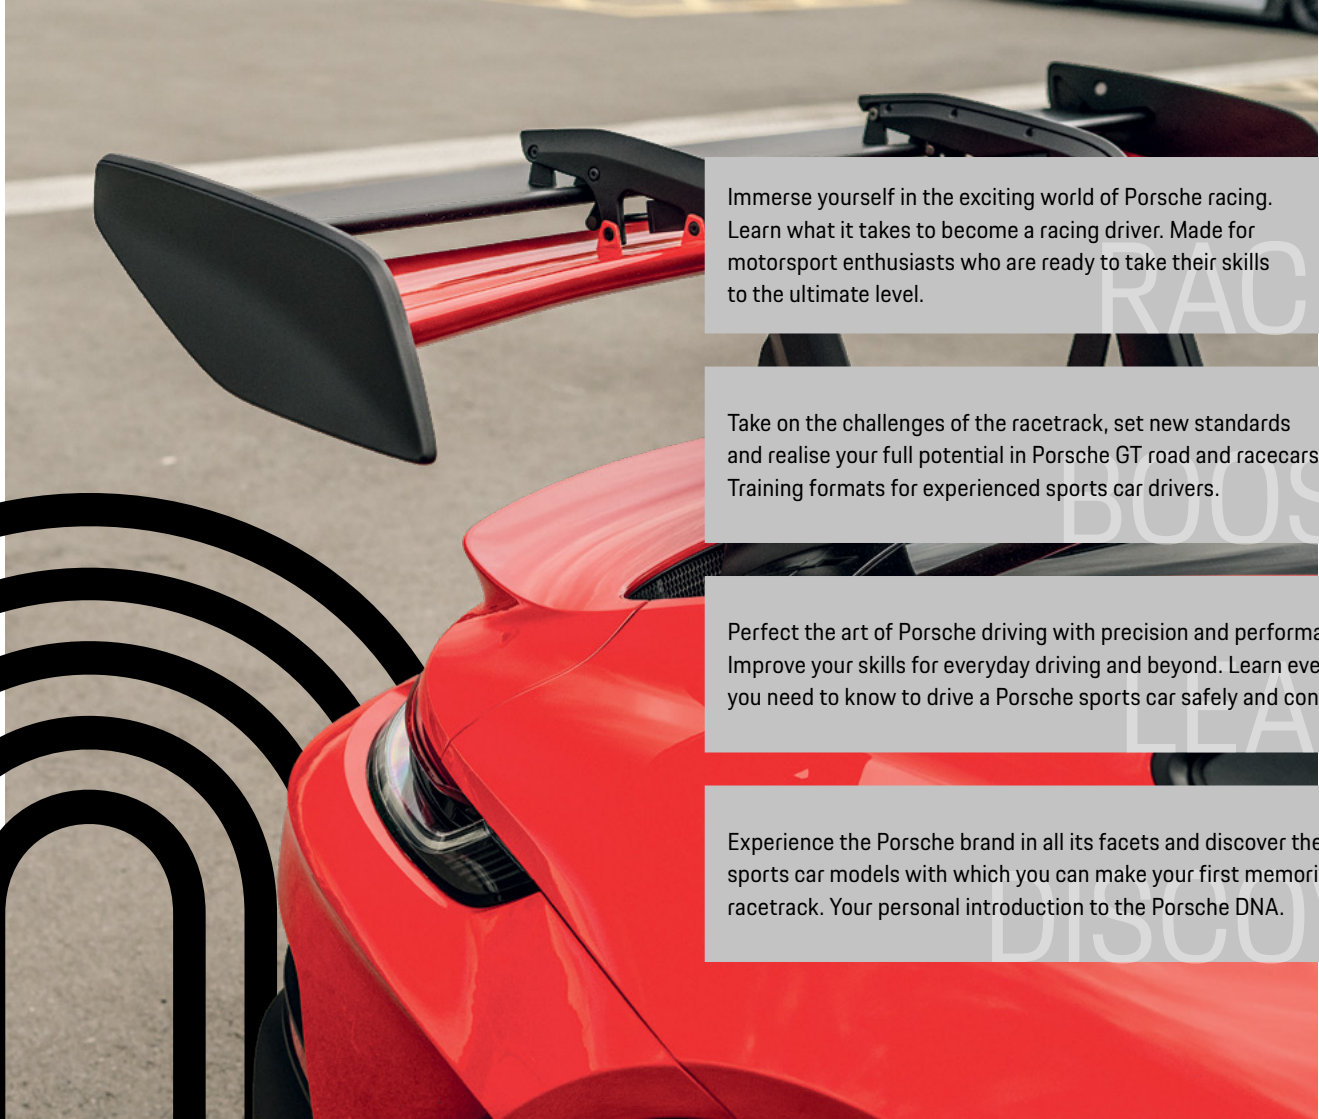 Immerse yourself in the exciting world of Porsche racing.
Learn what it takes to become a racing driver. Made for
motorsport enthusiasts who are ready to take their skills
to the ultimate level.
RAC
Take on the challenges of the racetrack, set new standards
and realise your full potential in Porsche GT road and racecars
Training formats for experienced sports car drivers.
BOOS
Perfect the art of Porsche driving with precision and performa
Improve your skills for everyday driving and beyond. Learn eve
you need to know to drive a Porsche sports car safely and con
LEA
Experience the Porsche brand in all its facets and discover the
sports car models with which you can make your first memori
racetrack. Your personal introduction to the Porsche DNA.
DISCO